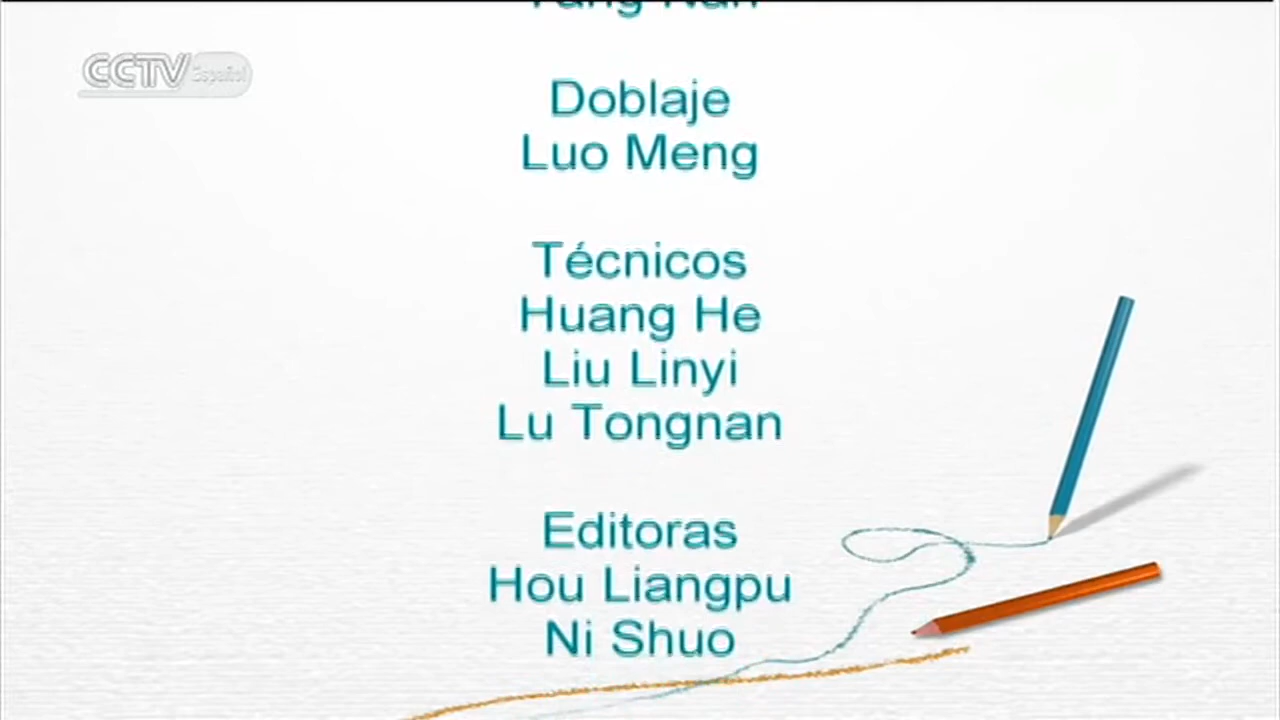 CCTV Español
Doblaje
Luo Meng
Técnicos
Huang He
Liu Linyi
Lu Tongnan
Editoras
Hou Liangpu
Ni Shuo